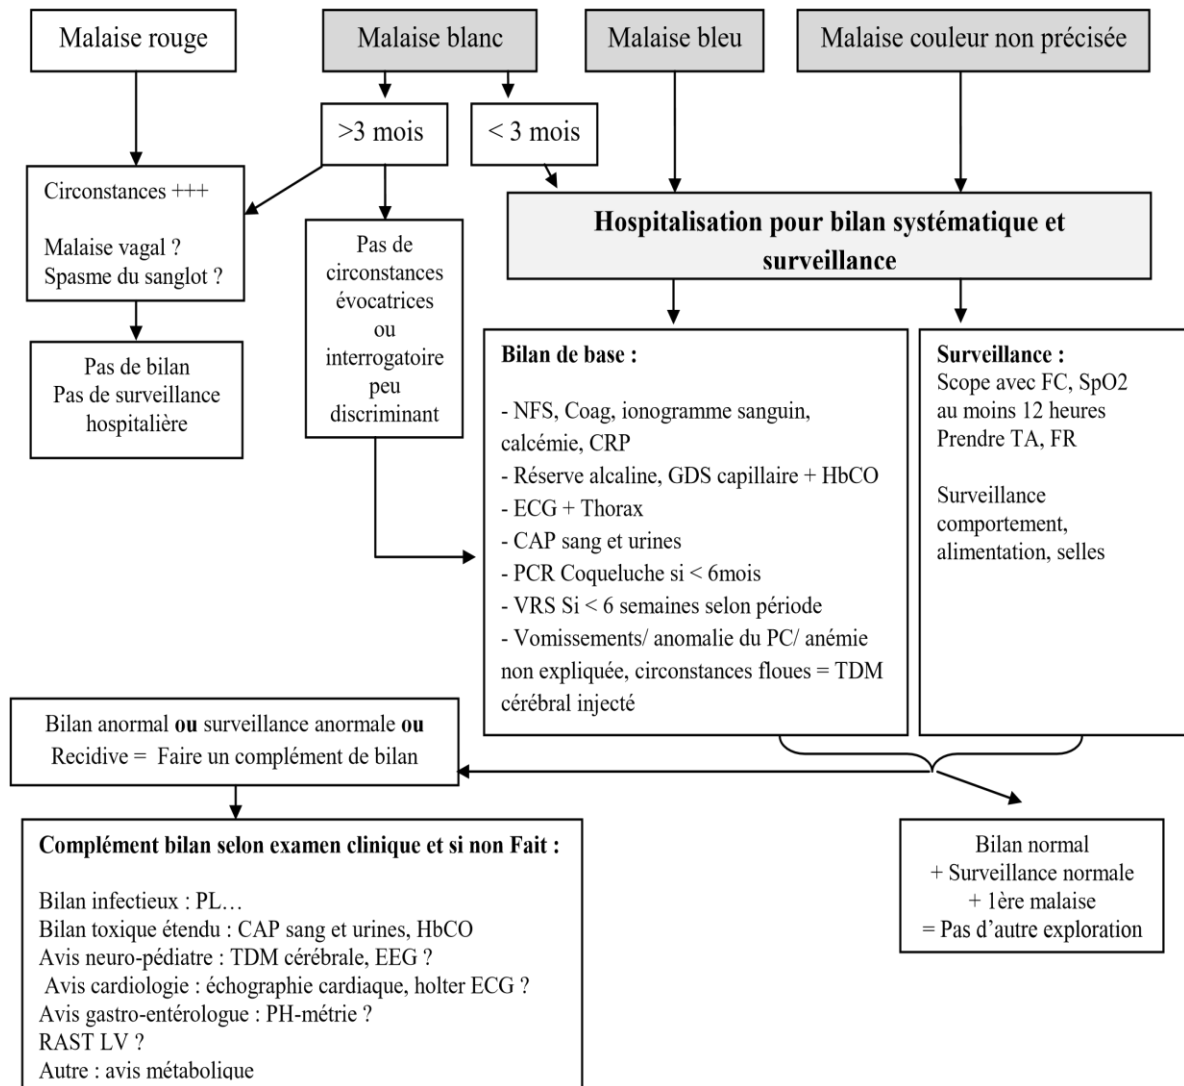 Malaise rouge
Malaise blanc
Malaise bleu
Malaise couleur non précisée
>3 mois
< 3 mois
Circonstances +++
Malaise vagal ?
Spasme du sanglot ?
Pas de bilan
Pas de surveillance
hospitalière
Pas de
circonstances
évocatrices
ou
interrogatoire
peu
discriminant
Hospitalisation pour bilan systématique et
surveillance
Bilan de base :
- NFS, Coag, ionogramme sanguin,
calcémie, CRP
- Réserve alcaline, GDS capillaire + HbCO
- ECG + Thorax
- CAP sang et urines
- PCR Coqueluche si < 6mois
- VRS Si < 6 semaines selon période
- Vomissements/ anomalie du PC/ anémie
non expliquée, circonstances floues = TDM
cérébral injecté
Surveillance :
Scope avec FC, SpO2
au moins 12 heures
Prendre TA, FR
Surveillance
comportement,
alimentation, selles
Bilan anormal ou surveillance anormale ou
Recidive = Faire un complément de bilan
Complément bilan selon examen clinique et si non Fait :
Bilan infectieux : PL…
Bilan toxique étendu : CAP sang et urines, HbCO
Avis neuro-pédiatre : TDM cérébrale, EEG ?
Avis cardiologie : échographie cardiaque, holter ECG ?
Avis gastro-entérologue : PH-métrie ?
RAST LV ?
Autre : avis métabolique
Bilan normal
+ Surveillance normale
+ 1ère malaise
= Pas d'autre exploration